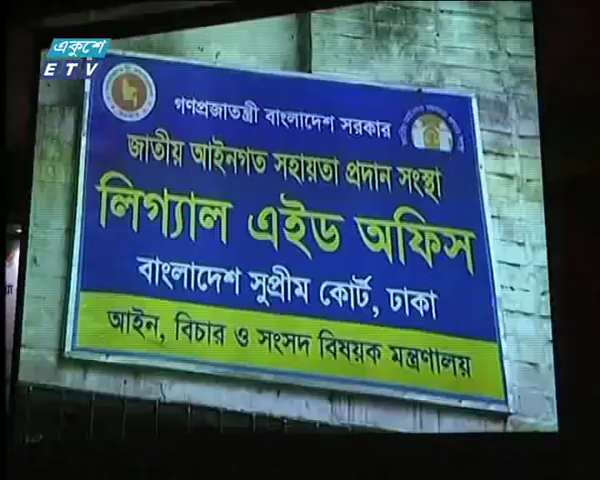 একুশে
ETV
গণপ্রজাতন্ত্রী বাংলাদেশ সরকার
জাতীয় আইনগত সহায়তা প্রদান সংস্থা
লিগ্যাল এইড অফিস
বাংলাদেশ সুপ্রীম কোর্ট, ঢাকা
আইন, বিচার ও সংসদ বিষয়ক মন্ত্রণালয়